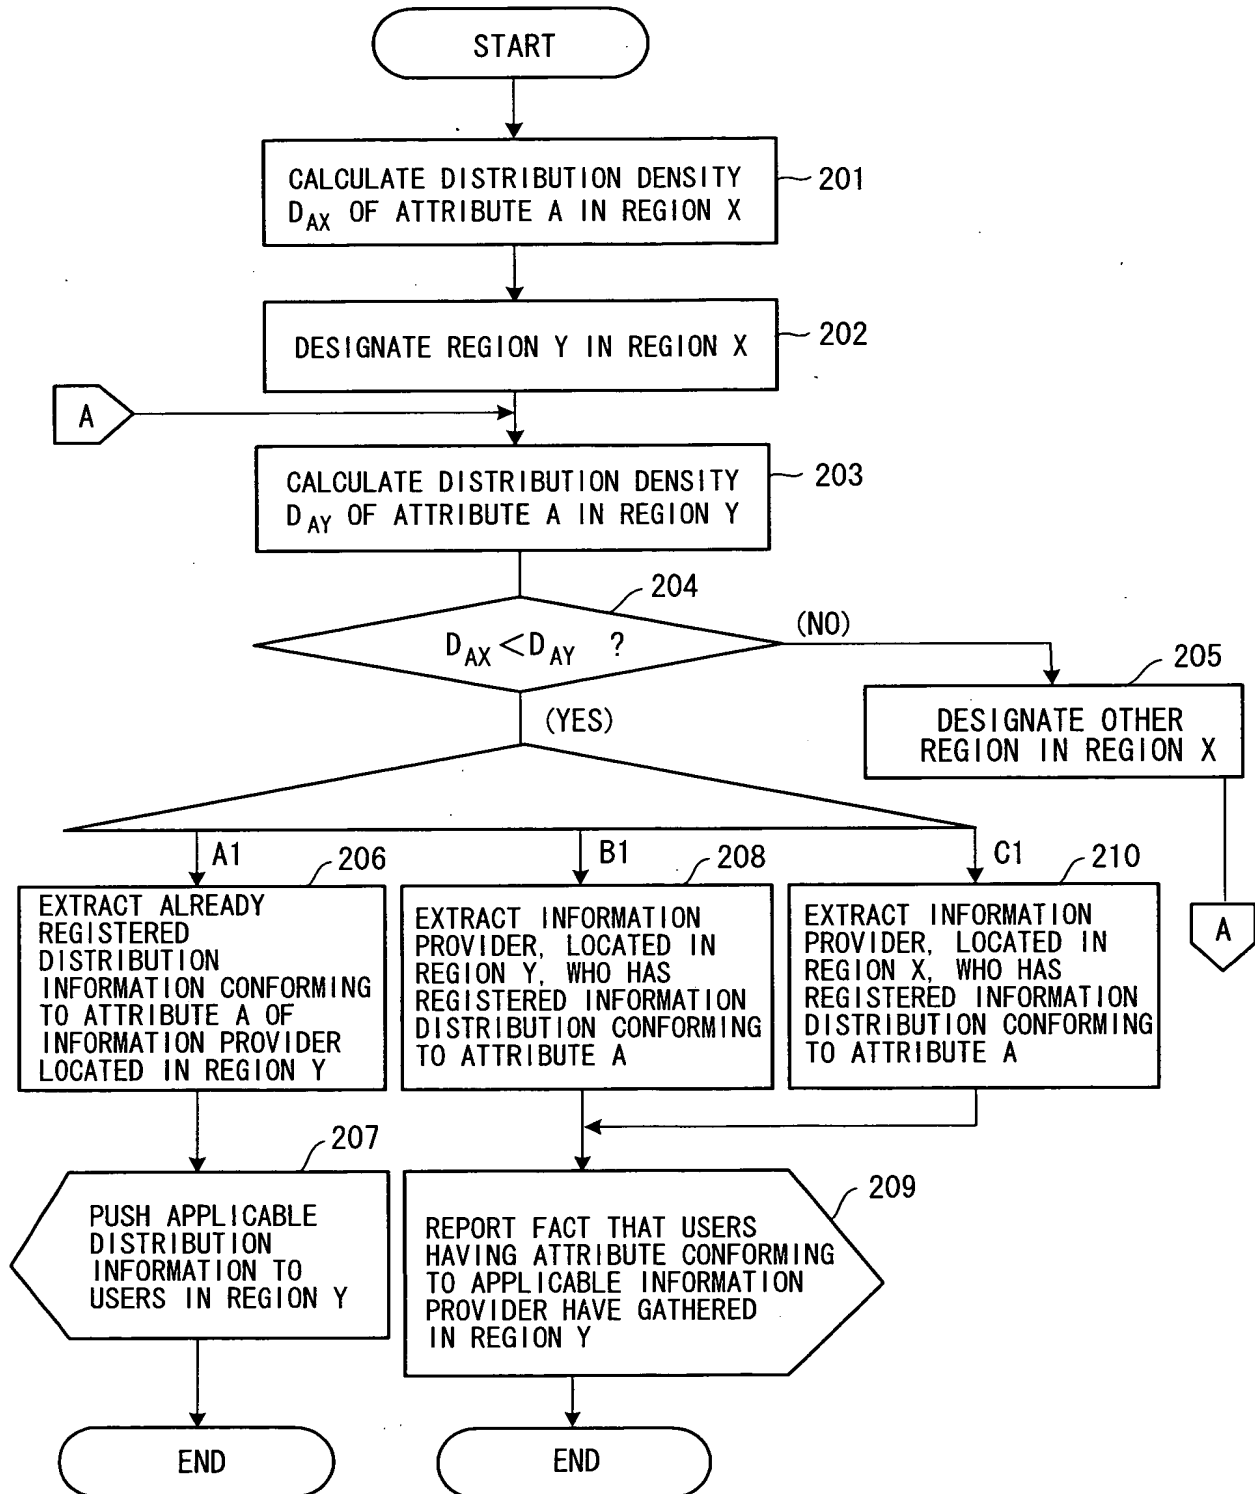 START
CALCULATE DISTRIBUTION DENSITY
DAX OF ATTRIBUTE A IN REGION X
201
DESIGNATE REGION Y IN REGION X
202
A
CALCULATE DISTRIBUTION DENSITY
DAY OF ATTRIBUTE A IN REGION Y
203
204
DAX<DAY ?
(NO)
205
(YES)
DESIGNATE OTHER
REGION IN REGION X
A1
206
B1
208
C1
210
EXTRACT ALREADY
REGISTERED
DISTRIBUTION
INFORMATION CONFORMING
TO ATTRIBUTE A OF
INFORMATION PROVIDER
LOCATED IN REGION Y
EXTRACT INFORMATION
PROVIDER, LOCATED IN
REGION Y, WHO HAS
REGISTERED INFORMATION
DISTRIBUTION CONFORMING
TO ATTRIBUTE A
EXTRACT INFORMATION
PROVIDER, LOCATED IN
REGION X, WHO HAS
REGISTERED INFORMATION
DISTRIBUTION CONFORMING
TO ATTRIBUTE A
A
207
PUSH APPLICABLE
DISTRIBUTION
INFORMATION TO
USERS IN REGION Y
209
REPORT FACT THAT USERS
HAVING ATTRIBUTE CONFORMING
TO APPLICABLE INFORMATION
PROVIDER HAVE GATHERED
IN REGION Y
END
END